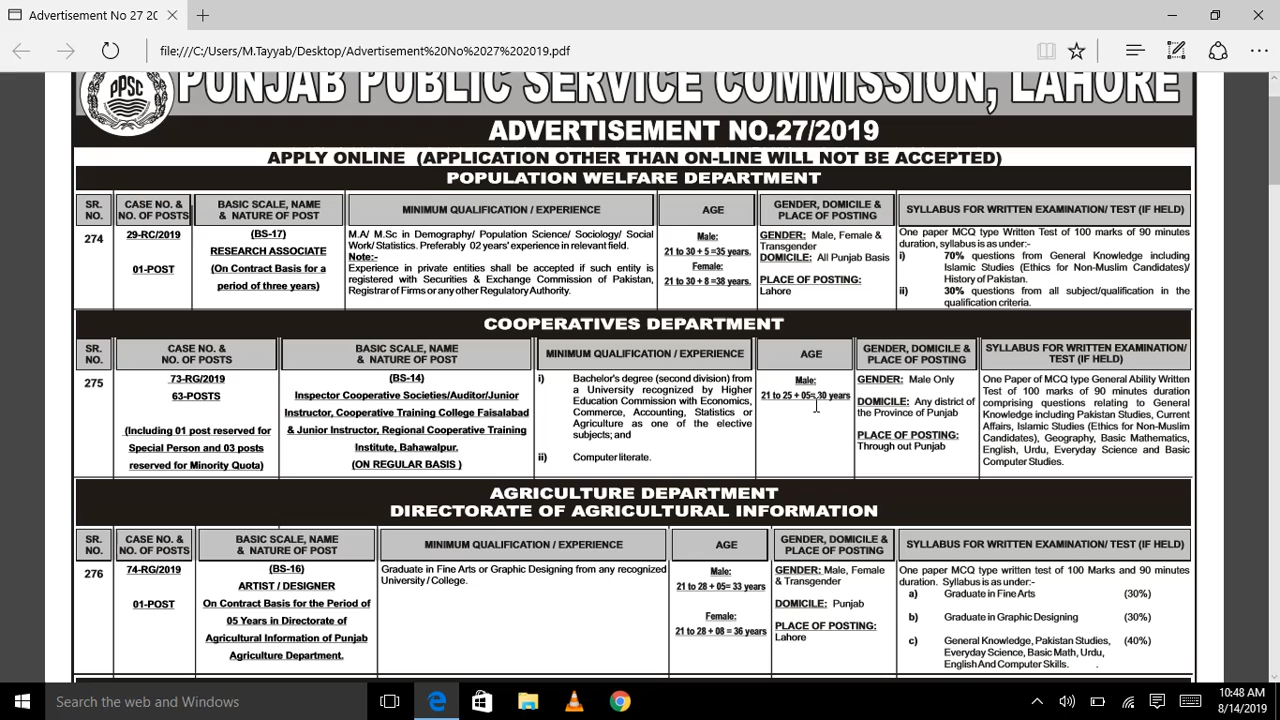 Advertisement No 27 20
file:///C:/Users/M.Tayyab/Desktop/Advertisement%20No%2027%202019.pdf
PPSC
PUNJAB PUBLIC SERVICE COMMISSION, LAHORE
ADVERTISEMENT NO.27/2019
APPLY ONLINE (APPLICATION OTHER THAN ON-LINE WILL NOT BE ACCEPTED)
POPULATION WELFARE DEPARTMENT
SR. NO.
CASE NO. & NO. OF POSTS
BASIC SCALE, NAME & NATURE OF POST
MINIMUM QUALIFICATION / EXPERIENCE
AGE
GENDER, DOMICILE & PLACE OF POSTING
SYLLABUS FOR WRITTEN EXAMINATION/ TEST (IF HELD)
274
29-RC/2019
01-POST
(BS-17)
RESEARCH ASSOCIATE
(On Contract Basis for a
period of three years)
M.A/ M.Sc in Demography/ Population Science/ Sociology/ Social
Work/ Statistics. Preferably 02 years' experience in relevant field.
Note:-
Experience in private entities shall be accepted if such entity is
registered with Securities & Exchange Commission of Pakistan,
Registrar of Firms or any other Regulatory Authority.
Male:
21 to 30 + 5 =35 years.
Female:
21 to 30 + 8 =38 years.
GENDER: Male, Female &
Transgender
DOMICILE: All Punjab Basis
PLACE OF POSTING:
Lahore
One paper MCQ type Written Test of 100 marks of 90 minutes
duration, syllabus is as under:-
i) 70% questions from General Knowledge including
Islamic Studies (Ethics for Non-Muslim Candidates)/
History of Pakistan.
ii) 30% questions from all subject/qualification in the
qualification criteria.
COOPERATIVES DEPARTMENT
SR. NO.
CASE NO. & NO. OF POSTS
BASIC SCALE, NAME & NATURE OF POST
MINIMUM QUALIFICATION / EXPERIENCE
AGE
GENDER, DOMICILE & PLACE OF POSTING
SYLLABUS FOR WRITTEN EXAMINATION/ TEST (IF HELD)
275
73-RG/2019
63-POSTS
(Including 01 post reserved for
Special Person and 03 posts
reserved for Minority Quota)
(BS-14)
Inspector Cooperative Societies/Auditor/Junior
Instructor, Cooperative Training College Faisalabad
& Junior Instructor, Regional Cooperative Training
Institute, Bahawalpur.
(ON REGULAR BASIS )
i) Bachelor's degree (second division) from
a University recognized by Higher
Education Commission with Economics,
Commerce, Accounting, Statistics or
Agriculture as one of the elective
subjects; and
ii) Computer literate.
Male:
21 to 25 + 05= 30 years
GENDER: Male Only
DOMICILE: Any district of
the Province of Punjab
PLACE OF POSTING:
Through out Punjab
One Paper of MCQ type General Ability Written
Test of 100 marks of 90 minutes duration
comprising questions relating to General
Knowledge including Pakistan Studies, Current
Affairs, Islamic Studies (Ethics for Non-Muslim
Candidates), Geography, Basic Mathematics,
English, Urdu, Everyday Science and Basic
Computer Studies.
AGRICULTURE DEPARTMENT
DIRECTORATE OF AGRICULTURAL INFORMATION
SR. NO.
CASE NO. & NO. OF POSTS
BASIC SCALE, NAME & NATURE OF POST
MINIMUM QUALIFICATION / EXPERIENCE
AGE
GENDER, DOMICILE & PLACE OF POSTING
SYLLABUS FOR WRITTEN EXAMINATION/ TEST (IF HELD)
276
74-RG/2019
01-POST
(BS-16)
ARTIST / DESIGNER
On Contract Basis for the Period of
05 Years in Directorate of
Agricultural Information of Punjab
Agriculture Department.
Graduate in Fine Arts or Graphic Designing from any recognized
University / College.
Male:
21 to 28 + 05= 33 years
Female:
21 to 28 + 08 = 36 years
GENDER: Male, Female
& Transgender
DOMICILE: Punjab
PLACE OF POSTING:
Lahore
One paper MCQ type written test of 100 Marks and 90 minutes
duration. Syllabus is as under:-
a) Graduate in Fine Arts (30%)
b) Graduate in Graphic Designing (30%)
c) General Knowledge, Pakistan Studies, (40%)
Everyday Science, Basic Math, Urdu,
English And Computer Skills.
Search the web and Windows
10:48 AM
8/14/2019